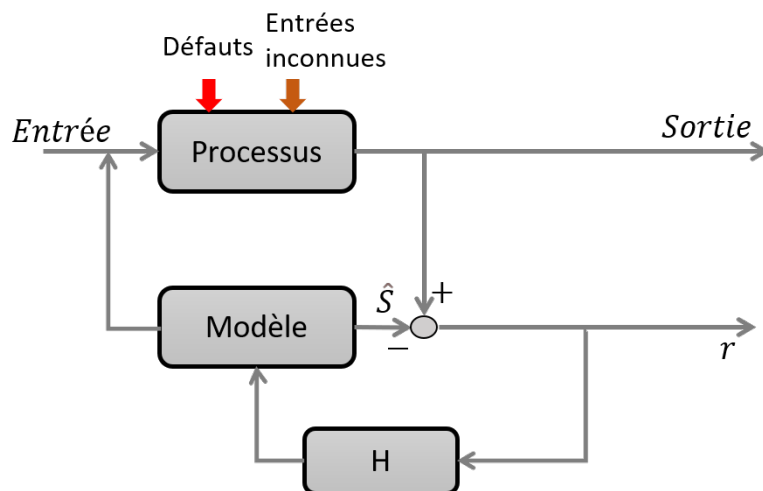 Défauts
Entrées
inconnues
Entrée
Processus
Sortie
Modèle
Ŝ
+
−
r
H